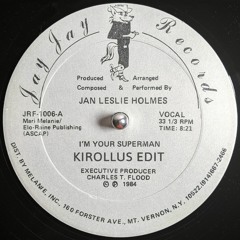 Jay Jay Records
Produced Arranged
Composed & Performed By
JAN LESLIE HOLMES
JRF-1006-A
Mari Melanie/
Elo-Raine Publishing
(ASCAP)
VOCAL
33 1/3 RPM
TIME: 8:21
I'M YOUR SUPERMAN
KIROLLUS EDIT
EXECUTIVE PRODUCER
CHARLES T. FLOOD
© 1984
DIST. BY MELANIE, INC., 160 FORSTER AVE., MT. VERNON, N.Y. 10552.(914)667-2466